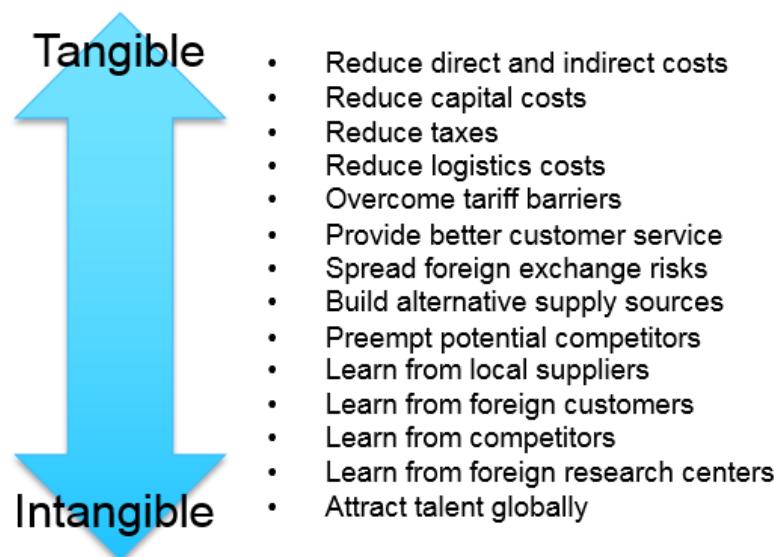 Tangible
• Reduce direct and indirect costs
• Reduce capital costs
• Reduce taxes
• Reduce logistics costs
• Overcome tariff barriers
• Provide better customer service
• Spread foreign exchange risks
• Build alternative supply sources
• Preempt potential competitors
• Learn from local suppliers
• Learn from foreign customers
• Learn from competitors
• Learn from foreign research centers
Intangible
• Attract talent globally